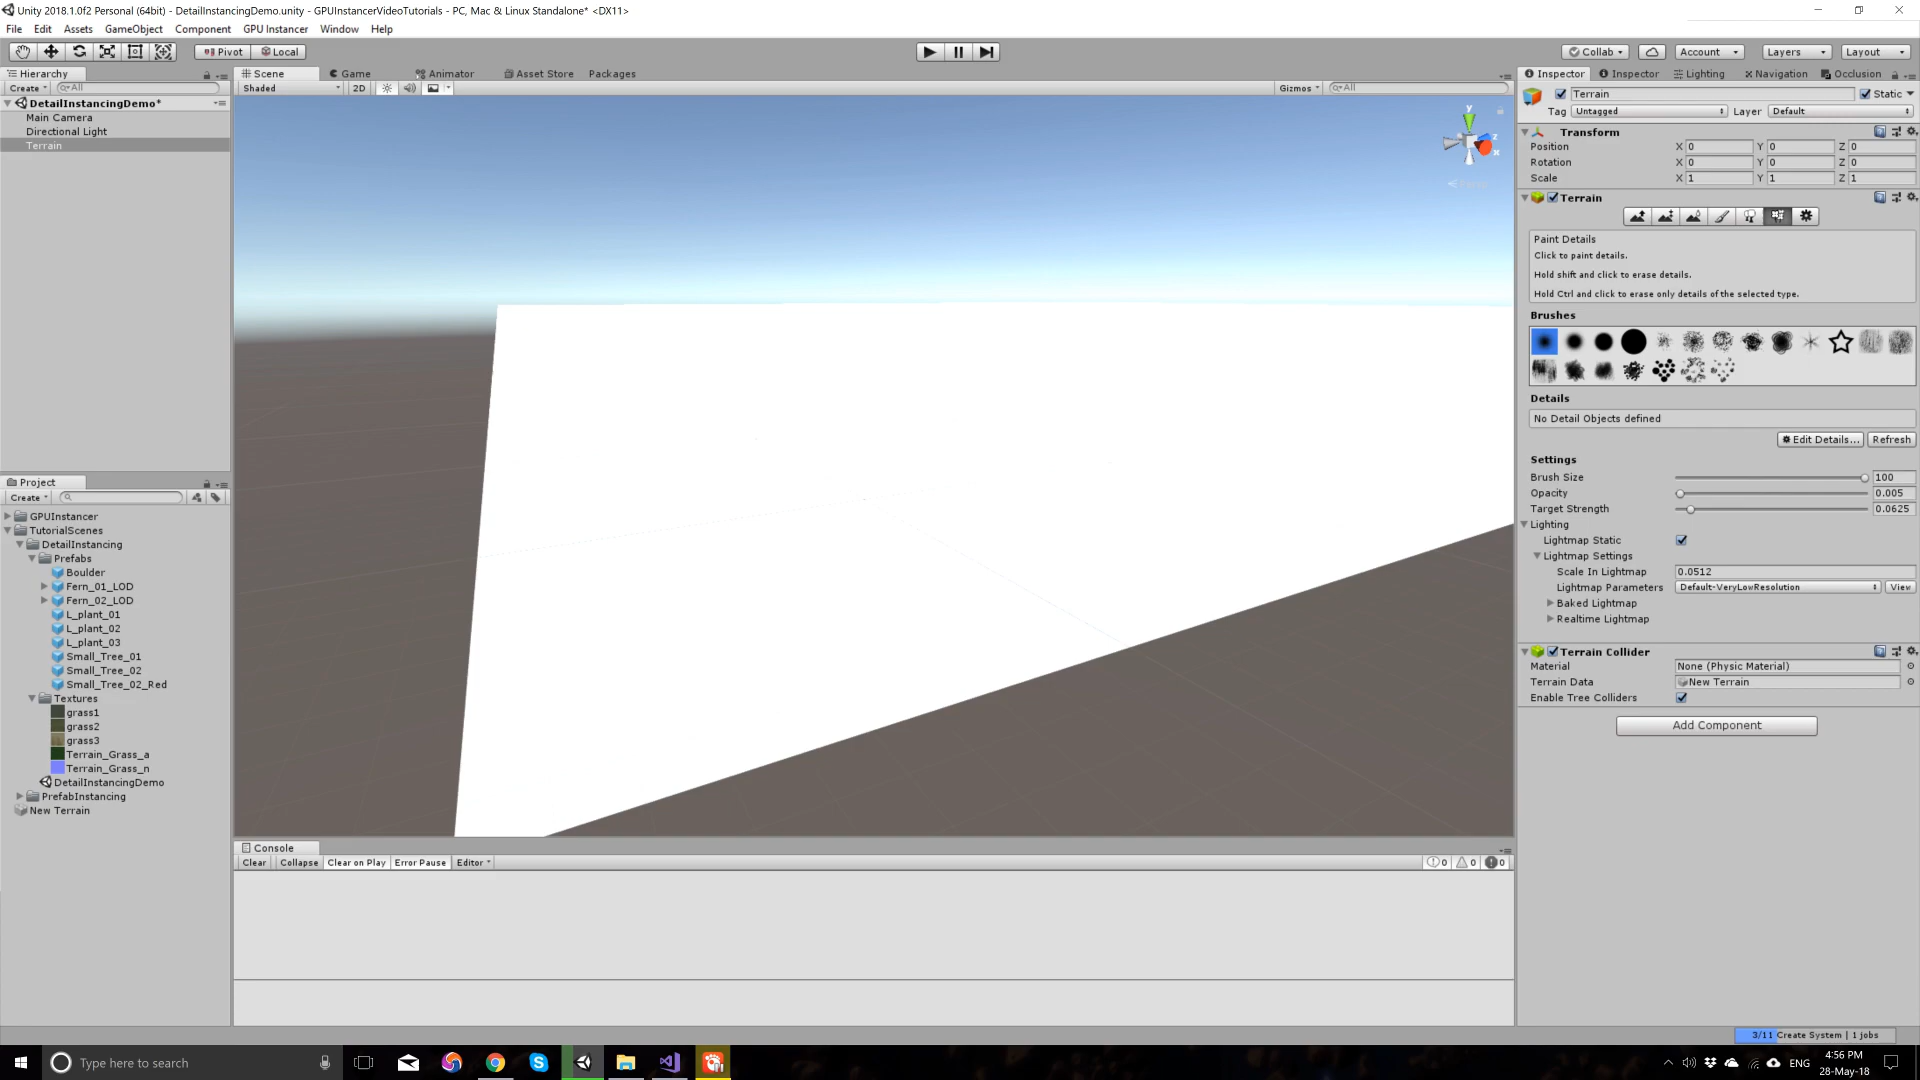 Unity 2018.1.0f2 Personal (64bit) - DetailInstancingDemo.unity - GPUInstancerVideoTutorials - PC, Mac & Linux Standalone* <DX11>
File Edit Assets GameObject Component GPU Instancer Window Help
Pivot Local Collab Account Layers Layout
Hierarchy
Create All
DetailInstancingDemo*
Main Camera
Directional Light
Terrain
Project
Create
GPUInstancer
TutorialScenes
DetailInstancing
Prefabs
Boulder
Fern_01_LOD
Fern_02_LOD
L_plant_01
L_plant_02
L_plant_03
Small_Tree_01
Small_Tree_02
Small_Tree_02_Red
Textures
grass1
grass2
grass3
Terrain_Grass_a
Terrain_Grass_n
DetailInstancingDemo
PrefabInstancing
New Terrain
Scene Game Animator Asset Store Packages
Shaded 2D Gizmos All
y
z
x
Console
Clear Collapse Clear on Play Error Pause Editor 0 0 0
Inspector Inspector Lighting Navigation Occlusion
Terrain Static
Tag Untagged Layer Default
Transform
Position X 0 Y 0 Z 0
Rotation X 0 Y 0 Z 0
Scale X 1 Y 1 Z 1
Terrain
Paint Details
Click to paint details.
Hold shift and click to erase details.
Hold Ctrl and click to erase only details of the selected type.
Brushes
Details
No Detail Objects defined
Edit Details... Refresh
Settings
Brush Size 100
Opacity 0.005
Target Strength 0.0625
Lighting
Lightmap Static
Lightmap Settings
Scale In Lightmap 0.0512
Lightmap Parameters Default-VeryLowResolution View
Baked Lightmap
Realtime Lightmap
Terrain Collider
Material None (Physic Material)
Terrain Data New Terrain
Enable Tree Colliders
Add Component
3/11 Create System | 1 jobs
Type here to search
ENG
4:56 PM
28-May-18